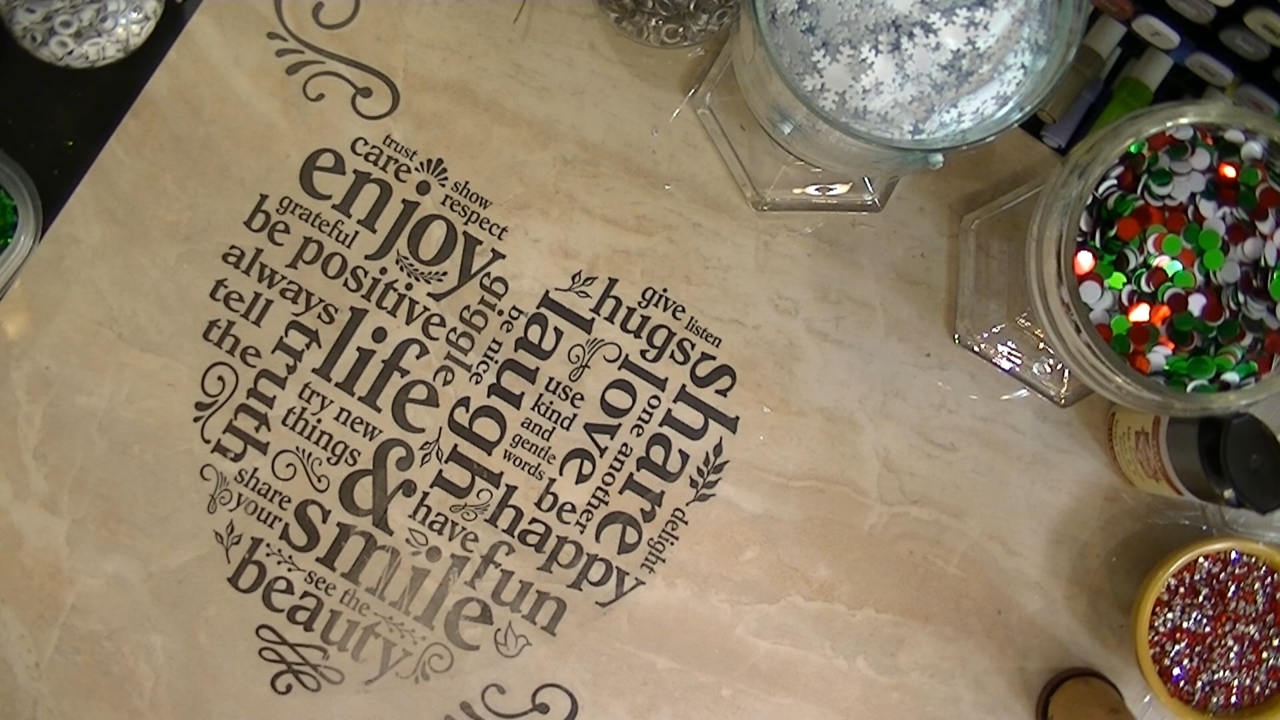 trust
care
enjoy
show
respect
grateful
be positive
always
tell
the
truth
life
giggle
be nice
try new
things
&
laugh
give
listen
hugs
share
love
one another
use
kind
and
gentle
words
be
happy
delight
share
your
smile
have
fun
see the
beauty